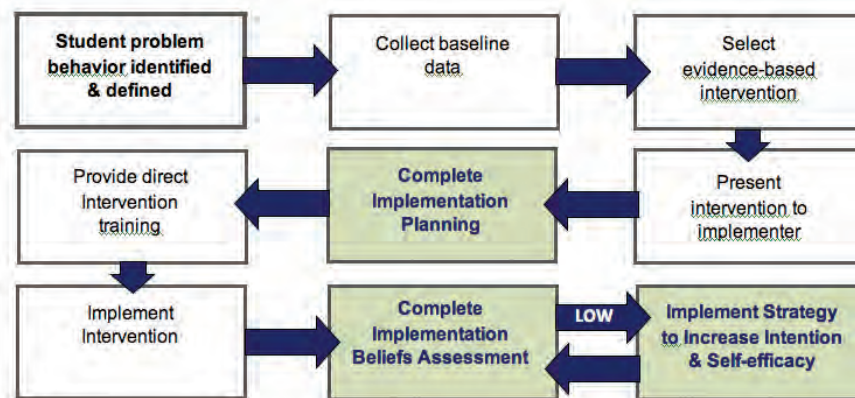 Student problem
behavior identified
& defined
Collect baseline
data
Select
evidence-based
intervention
Present
intervention to
implementer
Complete
Implementation
Planning
Provide direct
Intervention
training
Implement
Intervention
Complete
Implementation
Beliefs Assessment
LOW
Implement Strategy
to Increase Intention
& Self-efficacy